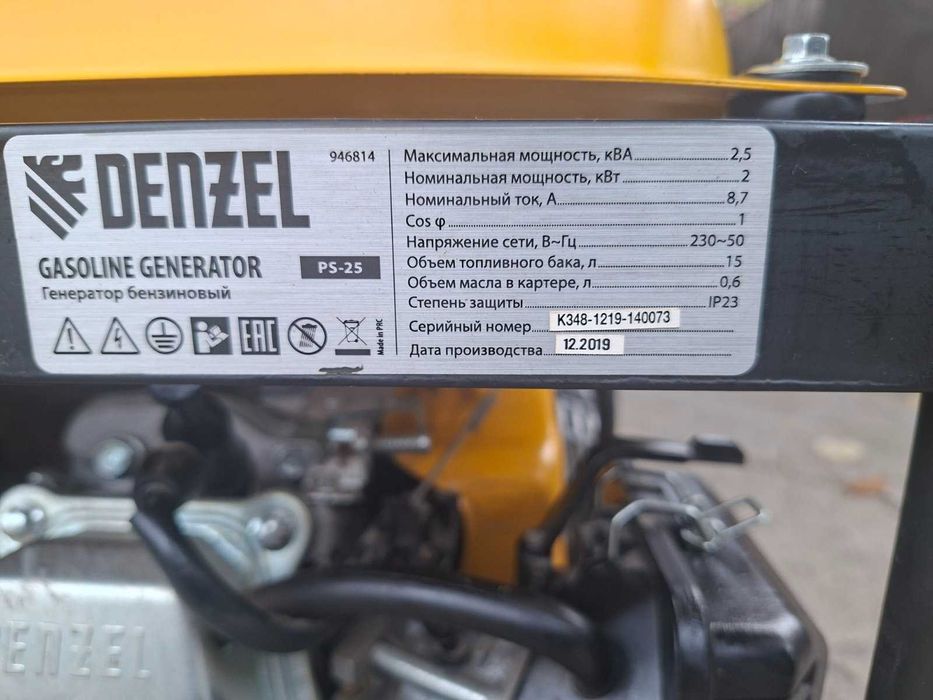 DENZEL
946814
GASOLINE GENERATOR
PS-25
Генератор бензиновый
EAC
Made in PRC
Максимальная мощность, кВА 2,5
Номинальная мощность, кВт 2
Номинальный ток, А 8,7
Cos φ 1
Напряжение сети, В~Гц 230~50
Объем топливного бака, л 15
Объем масла в картере, л 0,6
Степень защиты IP23
Серийный номер K348-1219-140073
Дата производства 12.2019
DENZEL